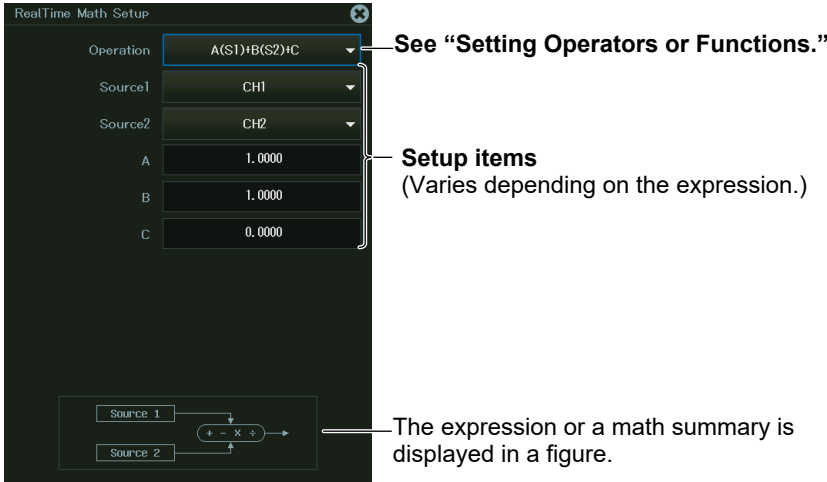 RealTime Math Setup
Operation A(S1)+B(S2)+C
See “Setting Operators or Functions.”
Source1 CH1
Source2 CH2
A 1.0000
Setup items
(Varies depending on the expression.)
B 1.0000
C 0.0000
Source 1
+ - × ÷
Source 2
The expression or a math summary is
displayed in a figure.